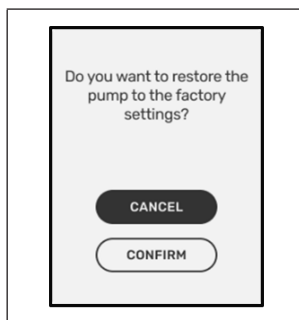 Do you want to restore the
pump to the factory
settings?
CANCEL
CONFIRM